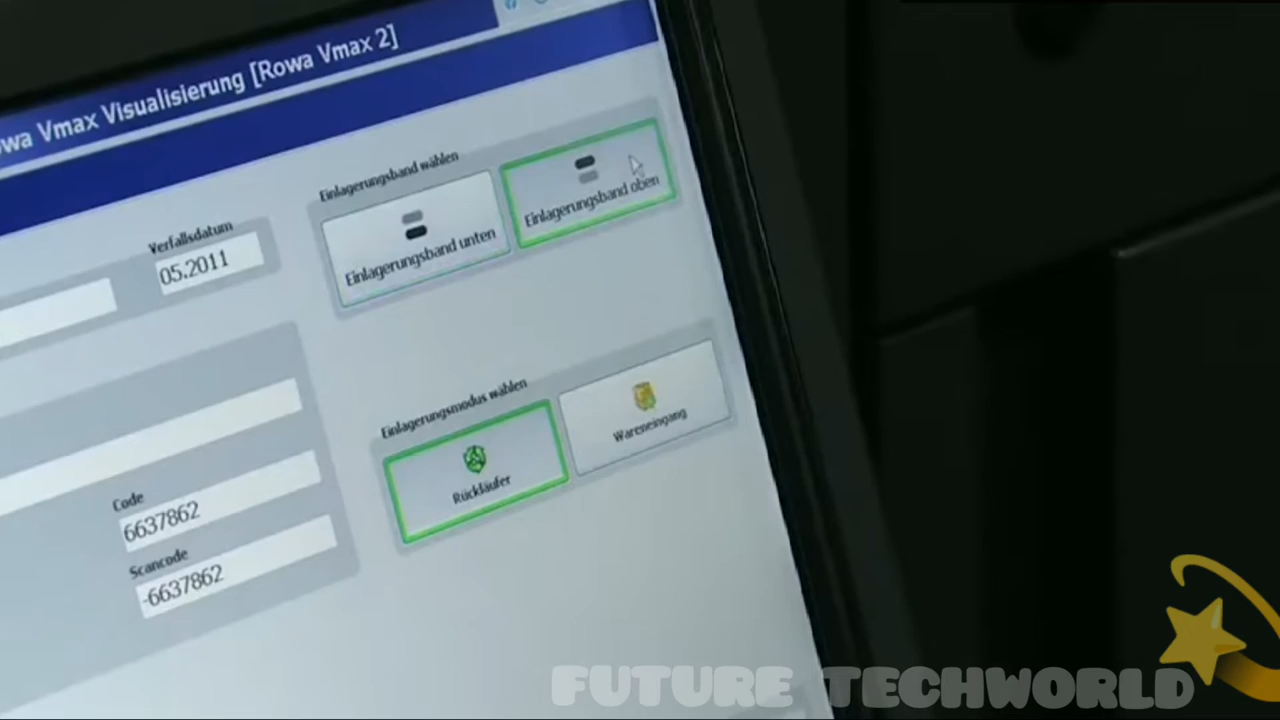 Rowa Vmax Visualisierung [Rowa Vmax 2]
Einlagerungsband wählen
Einlagerungsband unten
Einlagerungsband oben
Verfallsdatum
05.2011
Einlagerungsmodus wählen
Rückläufer
Wareneingang
Code
6637862
Scancode
-6637862
FUTURE TECHWORLD